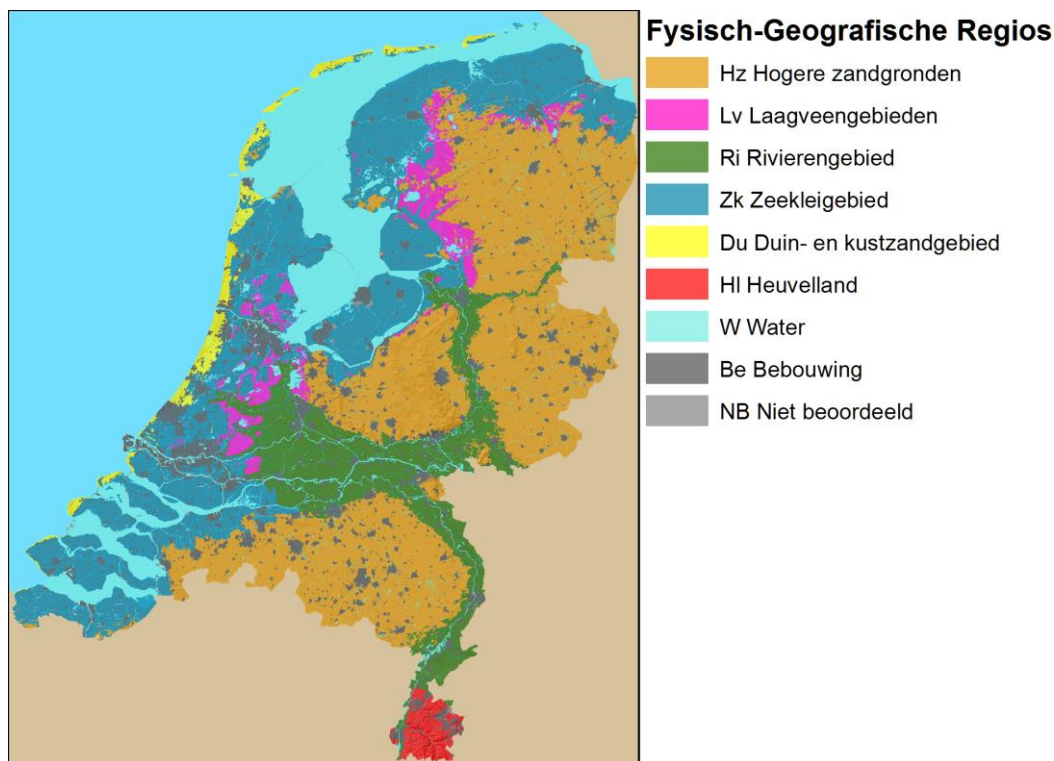 Fysisch-Geografische Regios
Hz Hogere zandgronden
Lv Laagveengebieden
Ri Rivierengebied
Zk Zeekleigebied
Du Duin- en kustzandgebied
Hl Heuvelland
W Water
Be Bebouwing
NB Niet beoordeeld